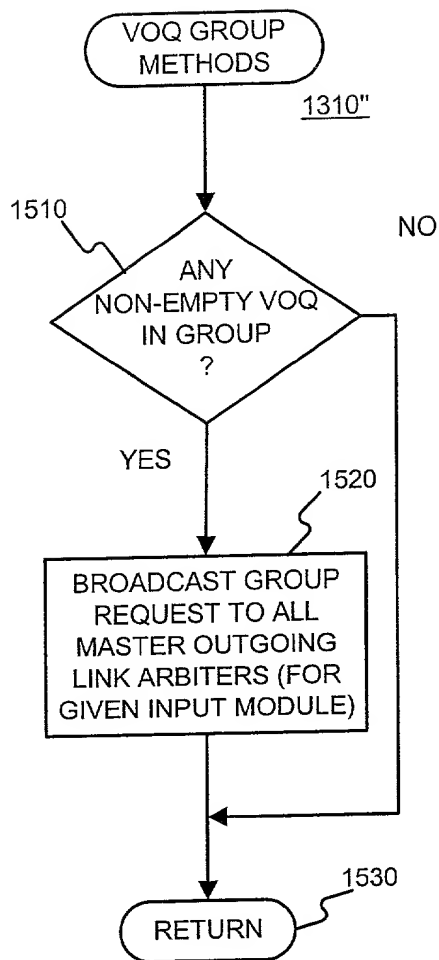 VOQ GROUP
METHODS
1310"
1510
NO
ANY
NON-EMPTY VOQ
IN GROUP
?
YES
1520
BROADCAST GROUP
REQUEST TO ALL
MASTER OUTGOING
LINK ARBITERS (FOR
GIVEN INPUT MODULE)
1530
RETURN